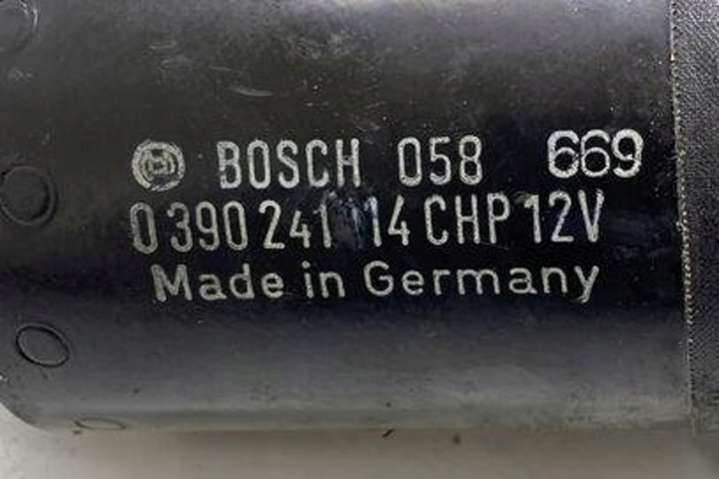 BOSCH 058 669
0 390 241 14 CHP 12V
Made in Germany